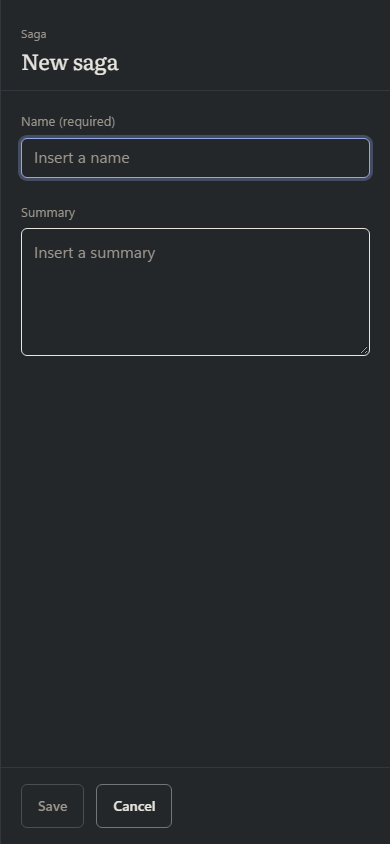 Saga
New saga
Name (required)
Insert a name
Summary
Insert a summary
Save
Cancel